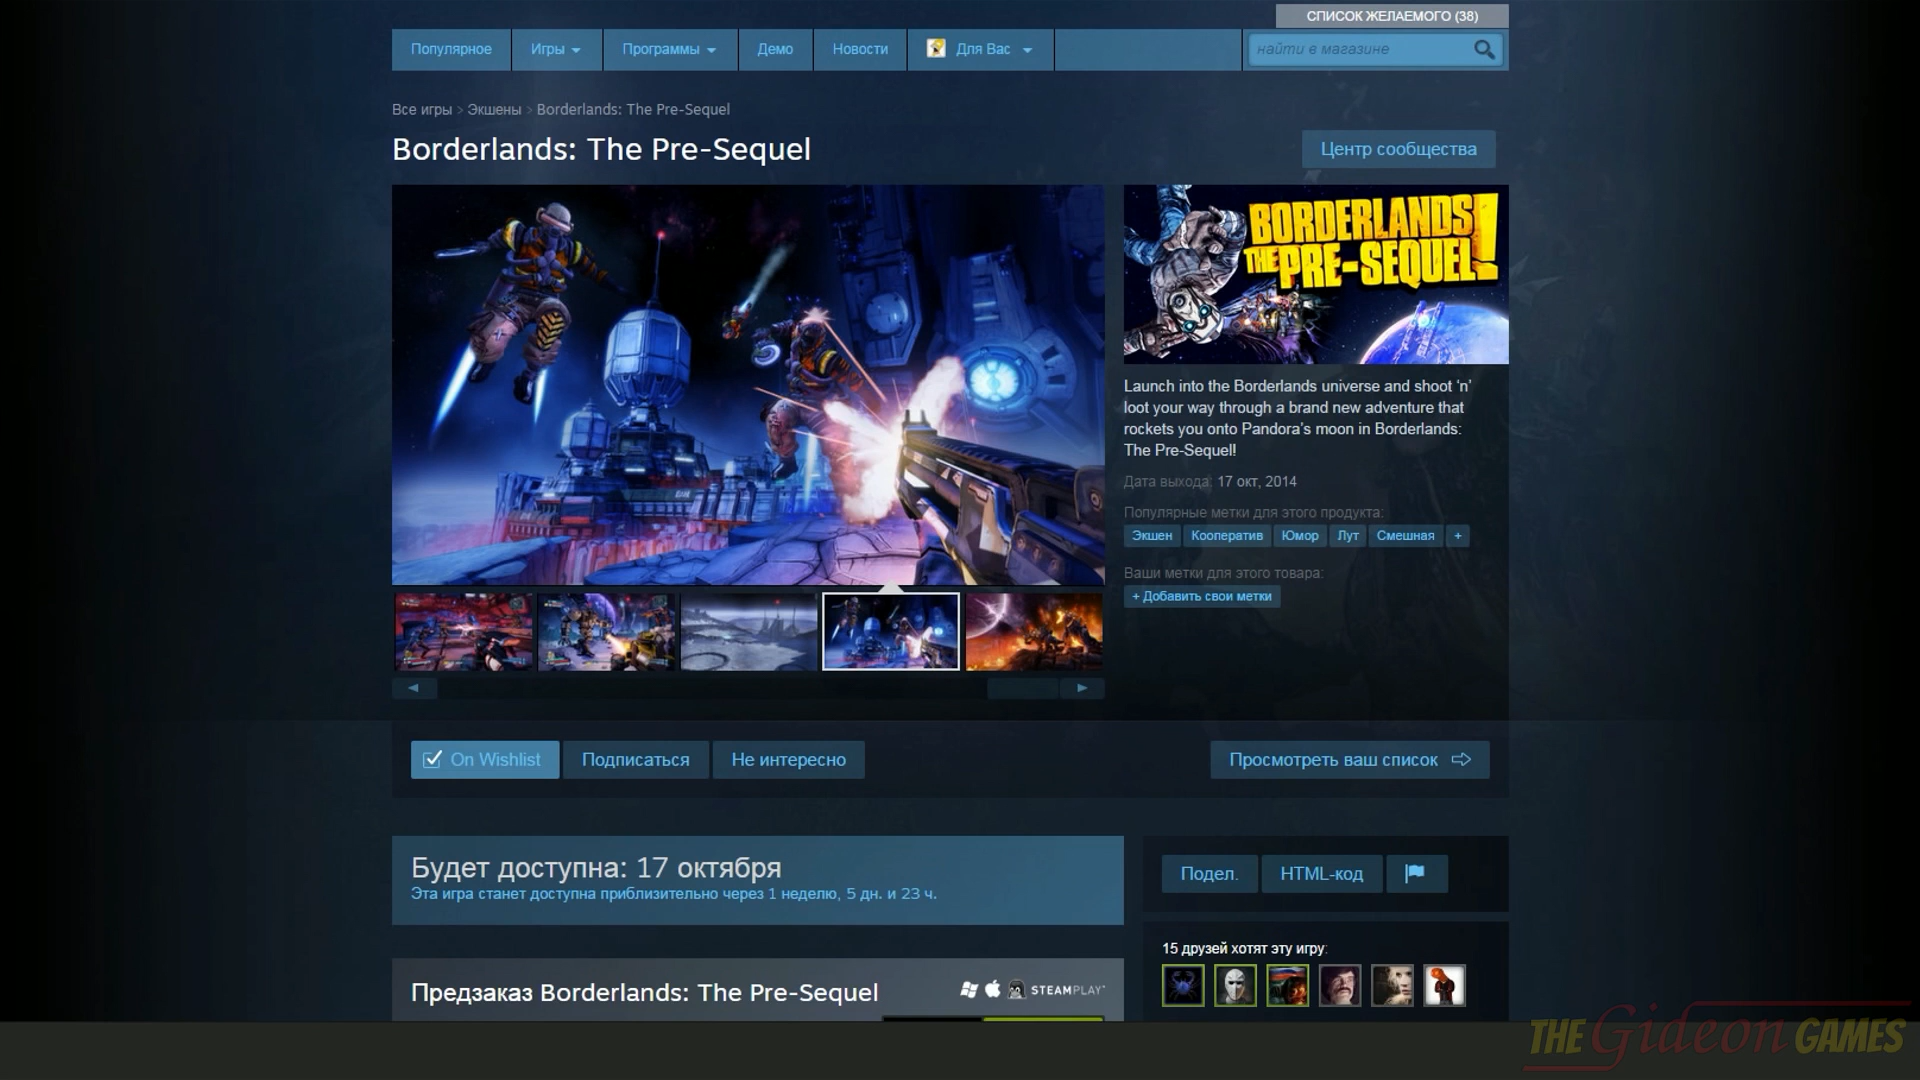 СПИСОК ЖЕЛАЕМОГО (38)
Популярное Игры Программы Демо Новости Для Вас найти в магазине
Все игры > Экшены > Borderlands: The Pre-Sequel
Borderlands: The Pre-Sequel
Центр сообщества
BORDERLANDS
THE PRE-SEQUEL!
Launch into the Borderlands universe and shoot ‘n’
loot your way through a brand new adventure that
rockets you onto Pandora’s moon in Borderlands:
The Pre-Sequel!
Дата выхода: 17 окт, 2014
Популярные метки для этого продукта:
Экшен Кооператив Юмор Лут Смешная +
Ваши метки для этого товара:
+ Добавить свои метки
On Wishlist Подписаться Не интересно Просмотреть ваш список
Будет доступна: 17 октября
Эта игра станет доступна приблизительно через 1 неделю, 5 дн. и 23 ч.
Подел. HTML-код
15 друзей хотят эту игру:
Предзаказ Borderlands: The Pre-Sequel
STEAMPLAY
THE Gideon GAMES